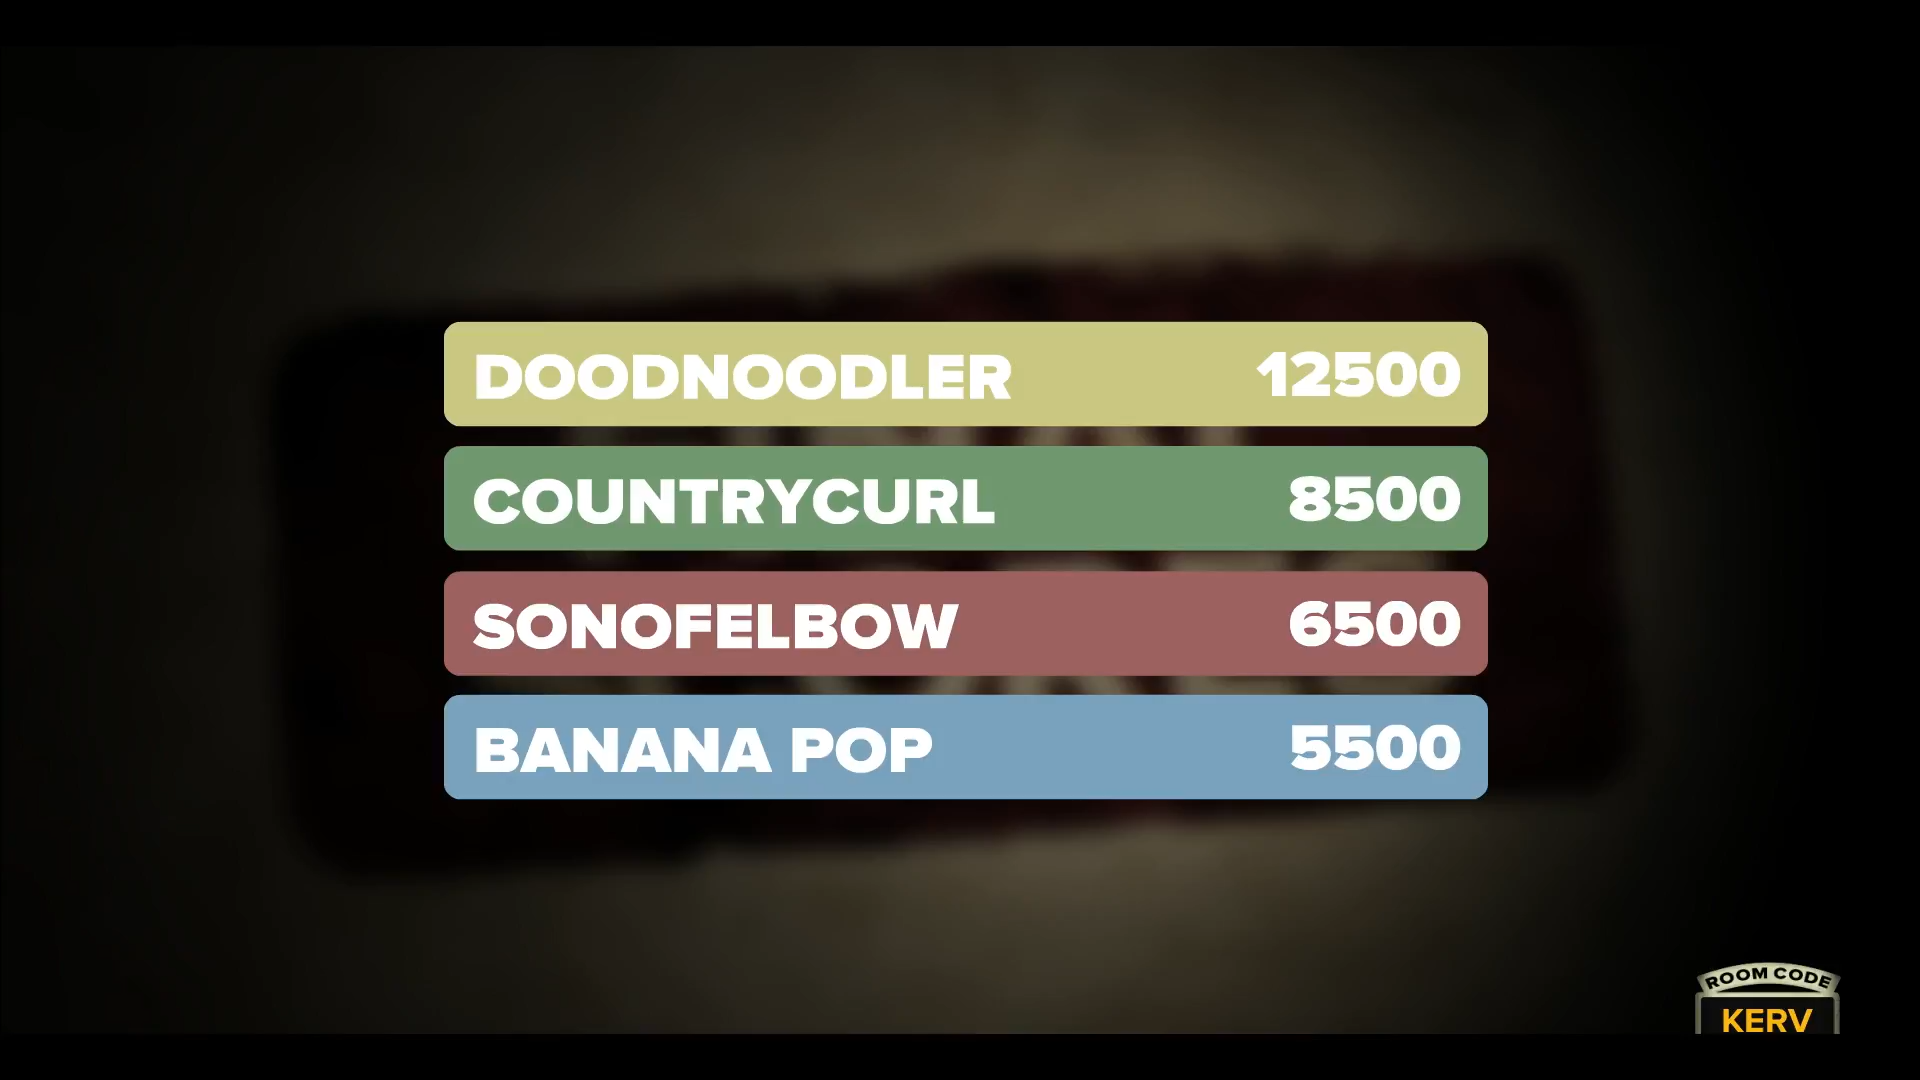 DOODNOODLER 12500
COUNTRYCURL 8500
SONOFELBOW 6500
BANANA POP 5500
ROOM CODE
KERV